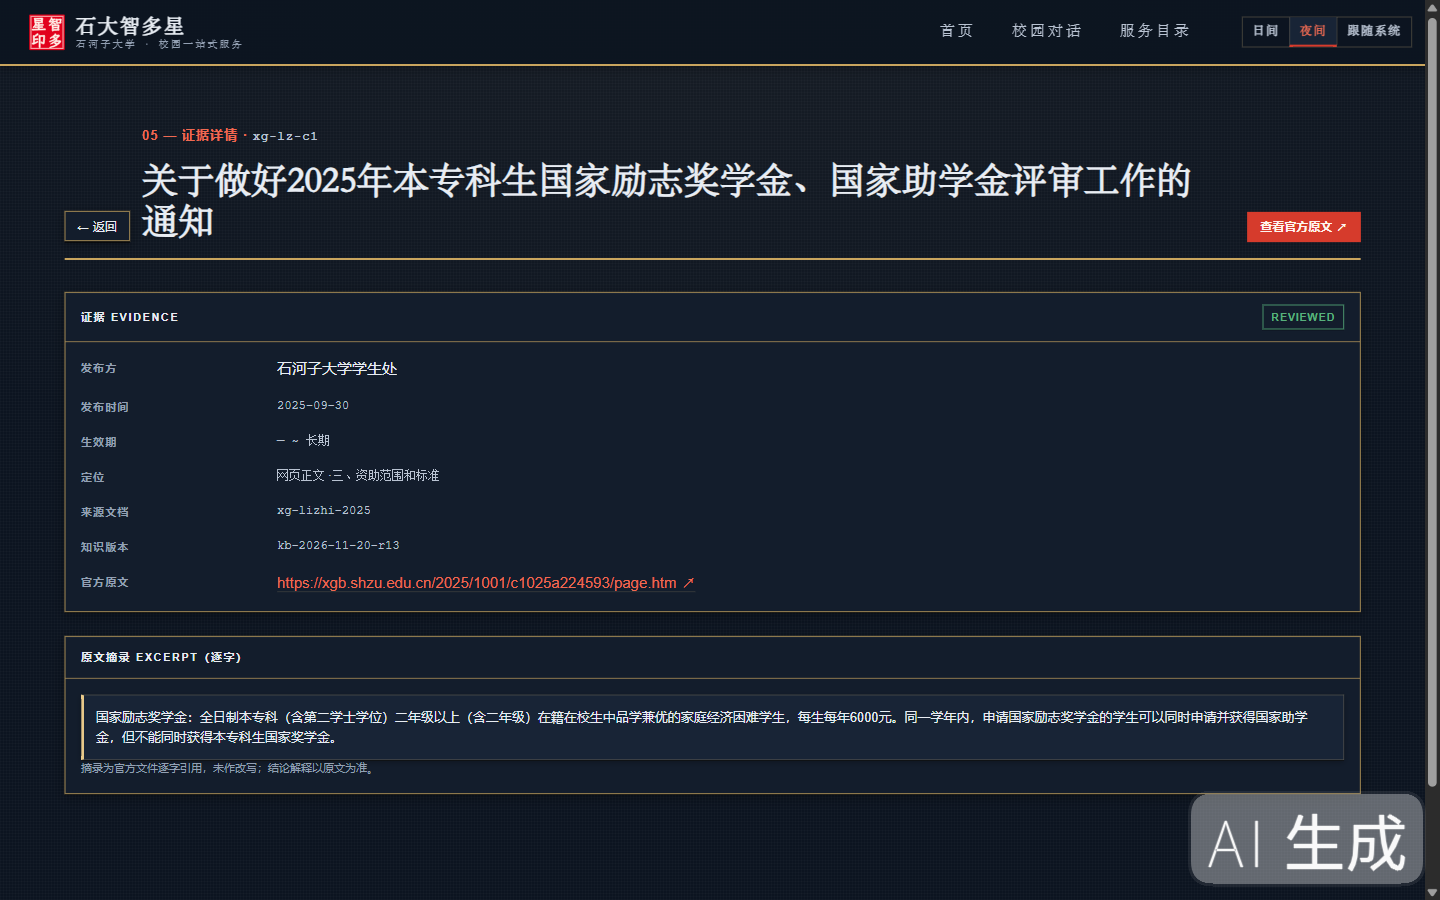 星智
印多
石大智多星
石河子大学 · 校园一站式服务
首页
校园对话
服务目录
日间
夜间
跟随系统
05 — 证据详情 · xg-lz-c1
关于做好2025年本专科生国家励志奖学金、国家助学金评审工作的
通知
← 返回
查看官方原文 ↗
证据 EVIDENCE
REVIEWED
发布方
石河子大学学生处
发布时间
2025-09-30
生效期
— ~ 长期
定位
网页正文 ·三、资助范围和标准
来源文档
xg-lizhi-2025
知识版本
kb-2026-11-20-r13
官方原文
https://xgb.shzu.edu.cn/2025/1001/c1025a224593/page.htm ↗
原文摘录 EXCERPT (逐字)
国家励志奖学金：全日制本专科（含第二学士学位）二年级以上（含二年级）在籍在校生中品学兼优的家庭经济困难学生，每生每年6000元。同一学年内，申请国家励志奖学金的学生可以同时申请并获得国家助学
金，但不能同时获得本专科生国家奖学金。
摘录为官方文件逐字引用，未作改写；结论解释以原文为准。
AI 生成